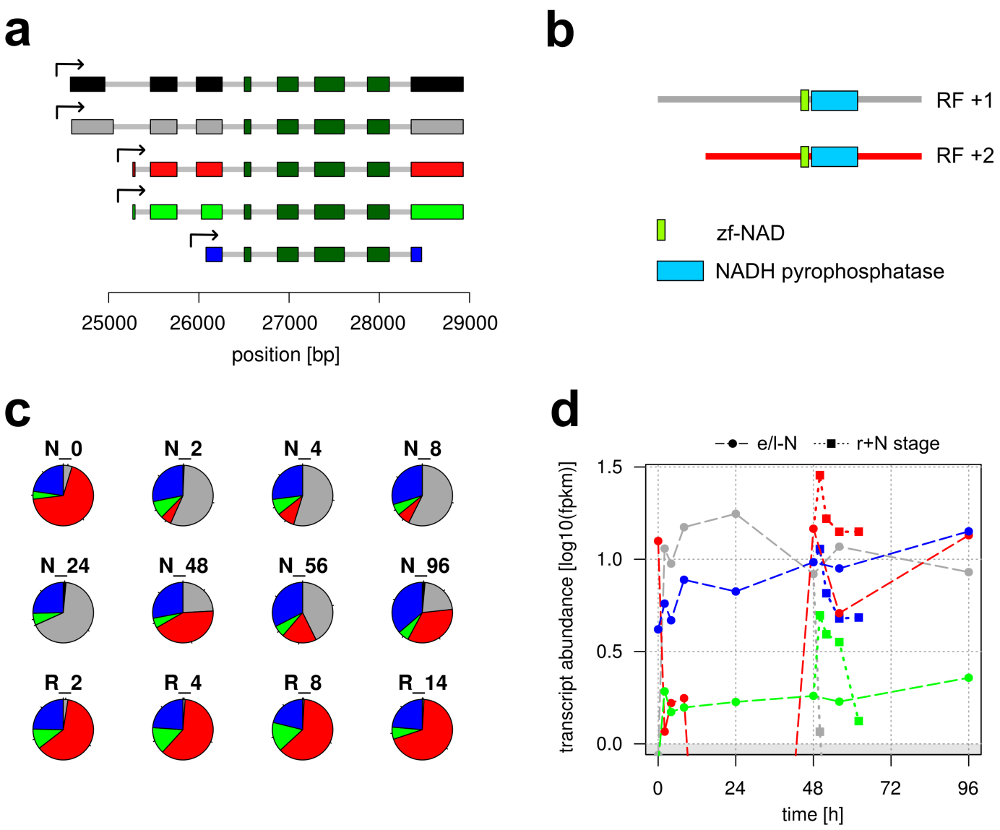 a
25000 26000 27000 28000 29000
position [bp]
b
RF +1
RF +2
zf-NAD
NADH pyrophosphatase
c
N_0 N_2 N_4 N_8
N_24 N_48 N_56 N_96
R_2 R_4 R_8 R_14
d
e/l-N r+N stage
transcript abundance [log10(fpkm)]
1.5
1.0
0.5
0.0
0 24 48 72 96
time [h]